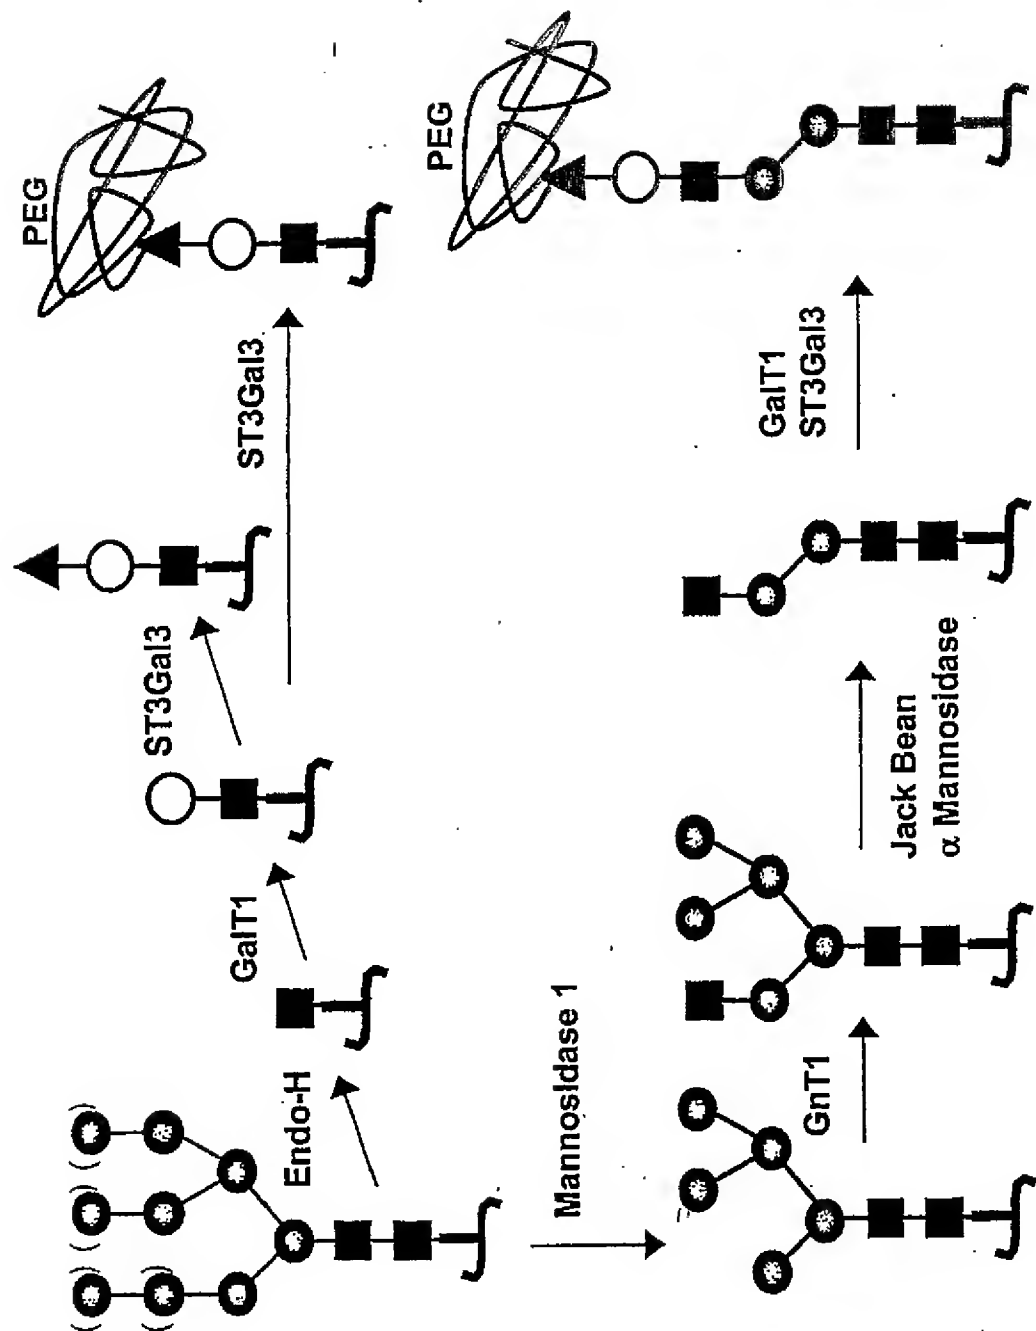 Endo-H
GalT1
ST3Gal3
ST3Gal3
PEG
Mannosidase 1
GnT1
Jack Bean
α Mannosidase
GalT1
ST3Gal3
PEG